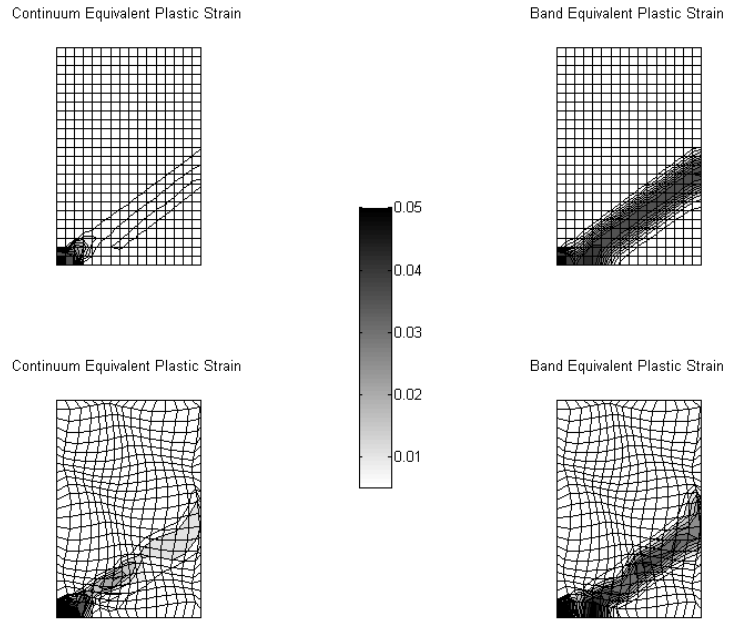 Continuum Equivalent Plastic Strain
Band Equivalent Plastic Strain
0.05
0.04
0.03
0.02
0.01
Continuum Equivalent Plastic Strain
Band Equivalent Plastic Strain